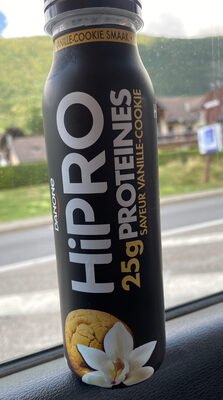 VANILLE-COOKIE SMAAK
DANONE
HiPRO
25g PROTEINES
SAVEUR VANILLE-COOKIE